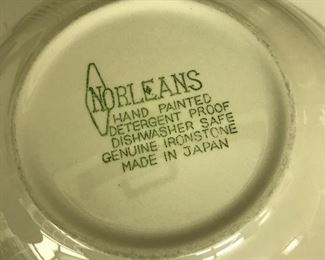 NORLEANS
HAND PAINTED
DETERGENT PROOF
DISHWASHER SAFE
GENUINE IRONSTONE
MADE IN JAPAN